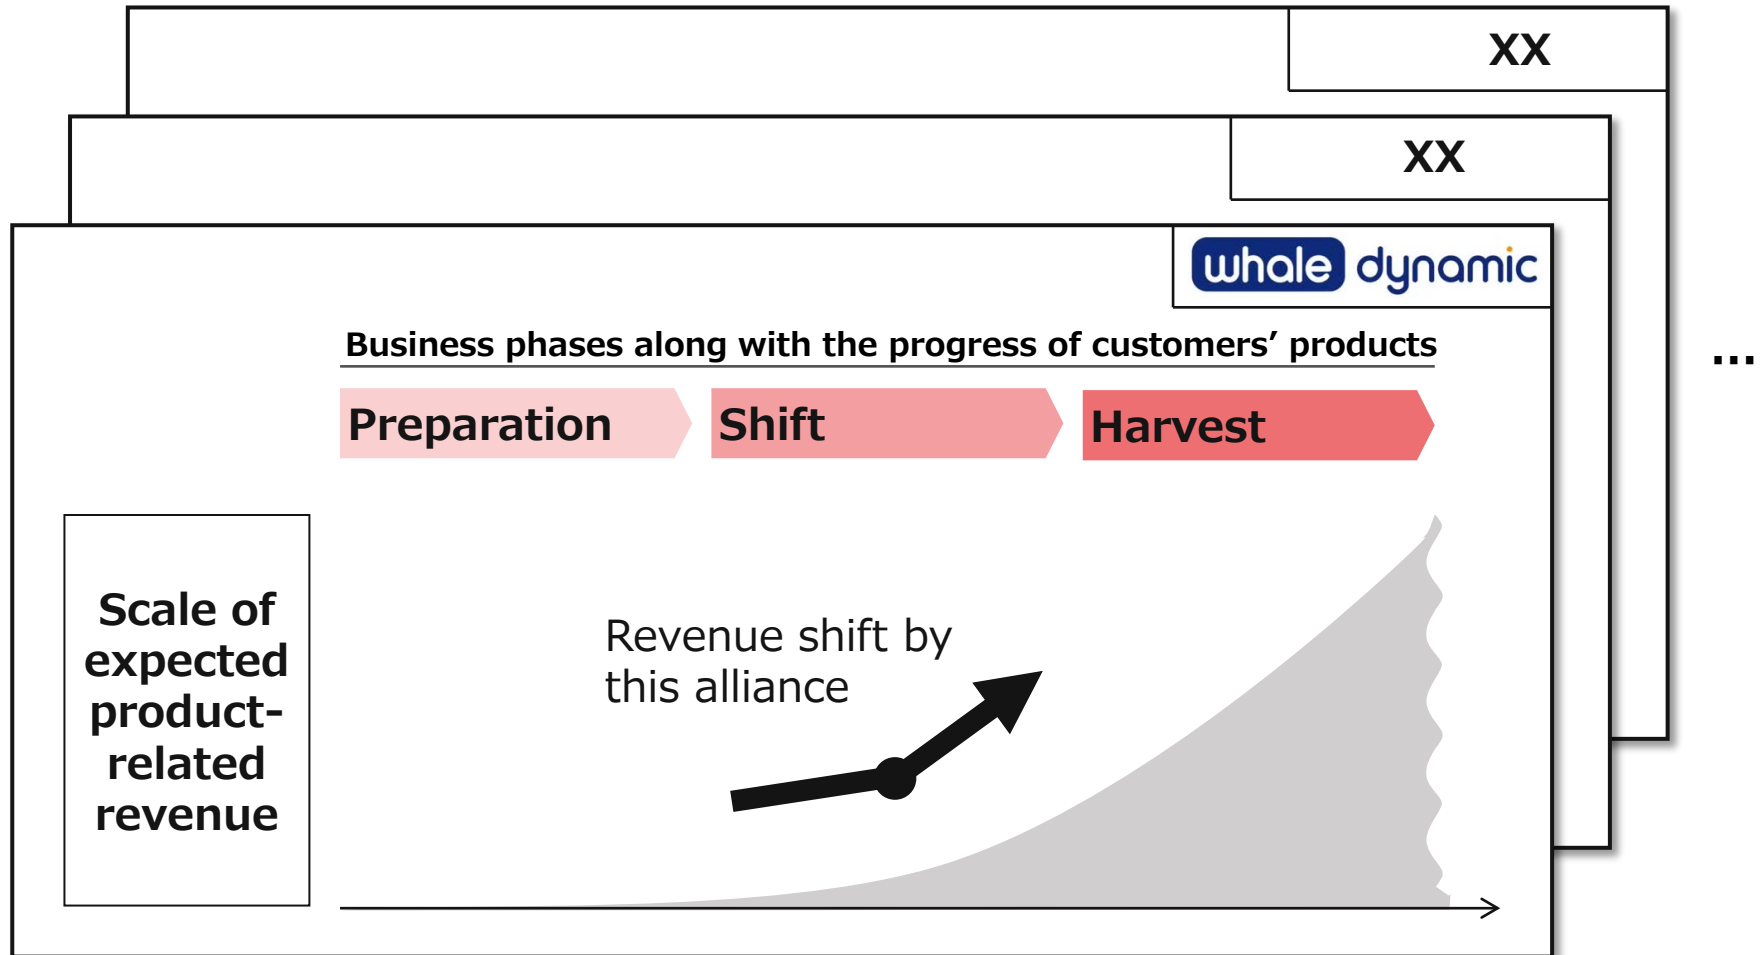 XX
XX
whale dynamic
Business phases along with the progress of customers’ products
...
Preparation
Shift
Harvest
Scale of
expected
product-
related
revenue
Revenue shift by
this alliance